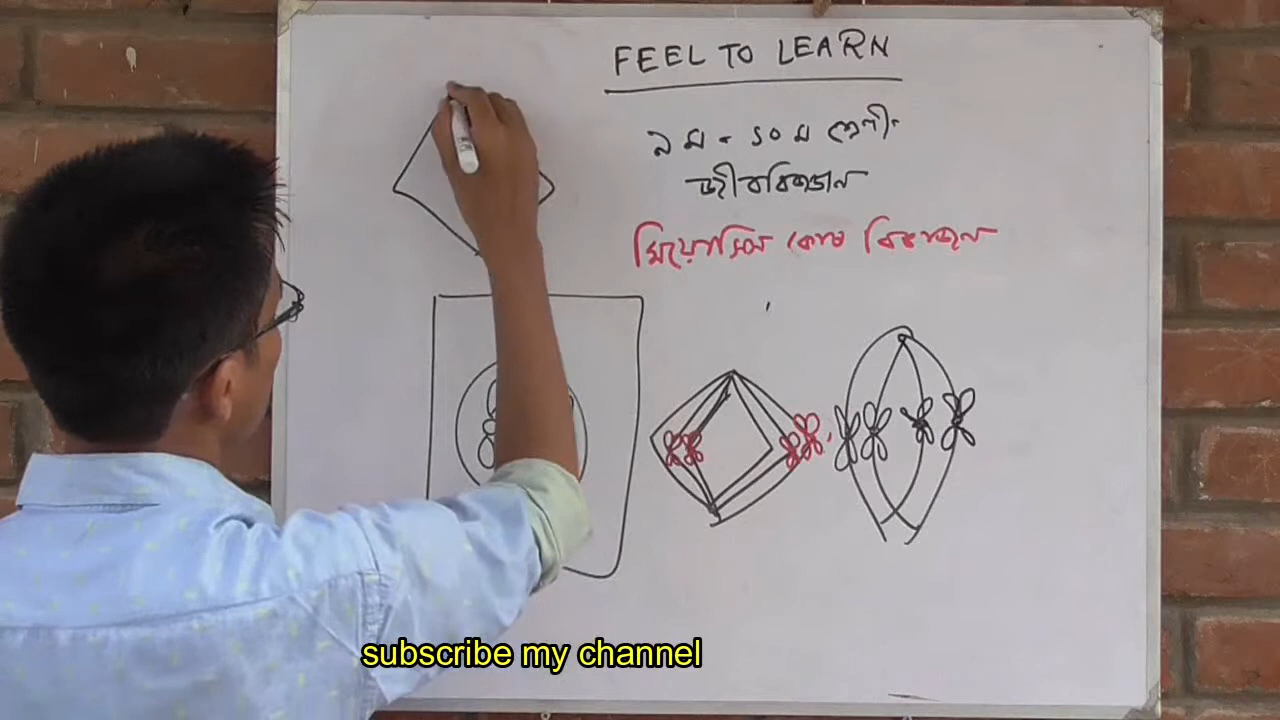 FEEL TO LEARN
৯ম - ১০ম শ্রেণী
জীববিজ্ঞান
মিয়োসিস কোষ বিভাজন
subscribe my channel